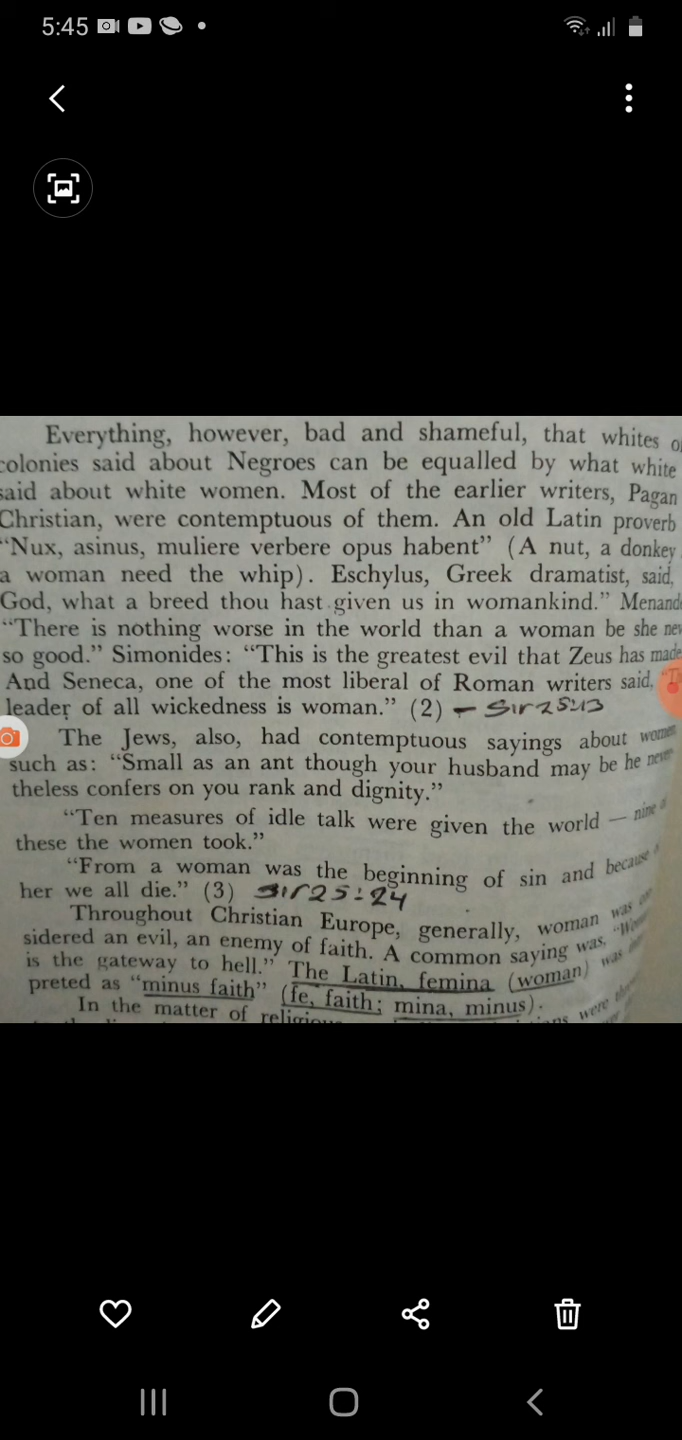 5:45
Everything, however, bad and shameful, that whites
colonies said about Negroes can be equalled by what white
said about white women. Most of the earlier writers, Pagan
Christian, were contemptuous of them. An old Latin proverb
“Nux, asinus, muliere verbere opus habent” (A nut, a donkey
a woman need the whip). Eschylus, Greek dramatist, said,
God, what a breed thou hast given us in womankind.”
“There is nothing worse in the world than a woman be she
so good.” Simonides: “This is the greatest evil that Zeus has made
And Seneca, one of the most liberal of Roman writers said,
leader of all wickedness is woman.” (2) –
The Jews, also, had contemptuous sayings about women
such as: “Small as an ant though your husband may be he never
theless confers on you rank and dignity.”
“Ten measures of idle talk were given the world — nine
these the women took.”
“From a woman was the beginning of sin and because
her we all die.” (3) Sir 25:24
Throughout Christian Europe, generally, woman was
sidered an evil, an enemy of faith. A common saying was,
is the gateway to hell.” The Latin, femina (woman) was
preted as “minus faith” (fe, faith; mina, minus).
In the matter of
were